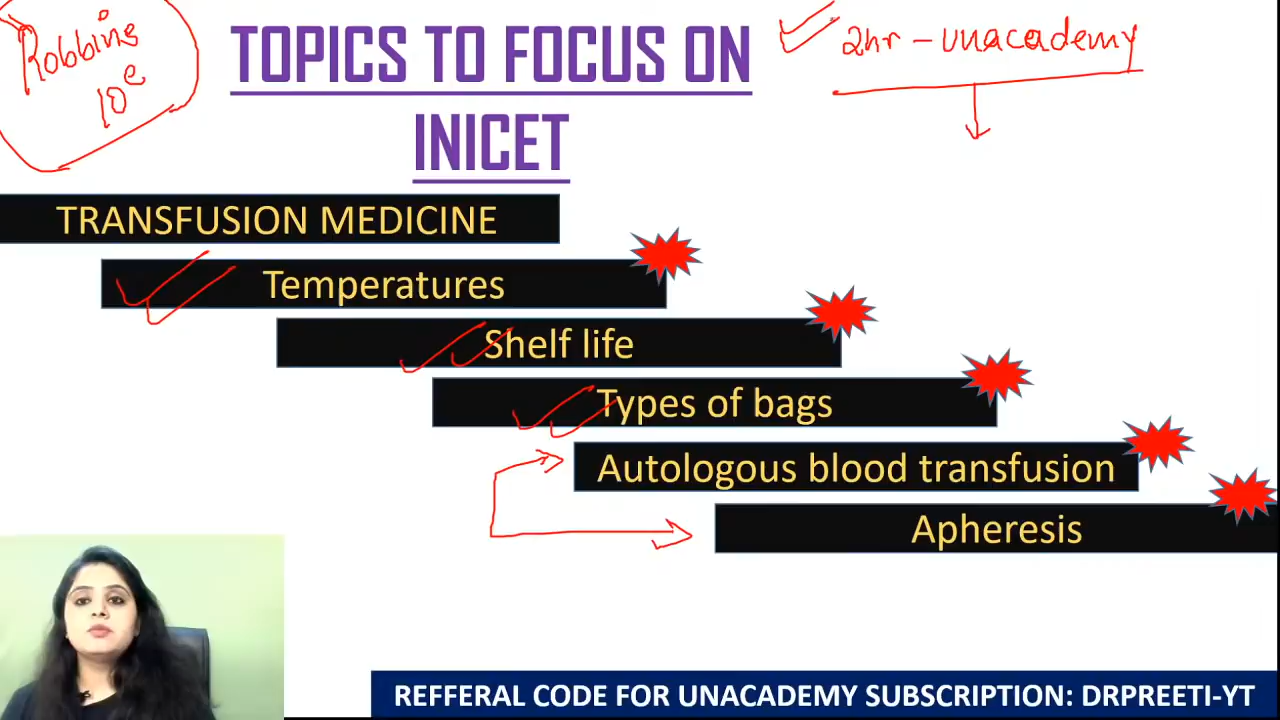 Robbins
10e
TOPICS TO FOCUS ON
INICET
2hr - unacademy
TRANSFUSION MEDICINE
Temperatures
Shelf life
Types of bags
Autologous blood transfusion
Apheresis
REFFERAL CODE FOR UNACADEMY SUBSCRIPTION: DRPREETI-YT